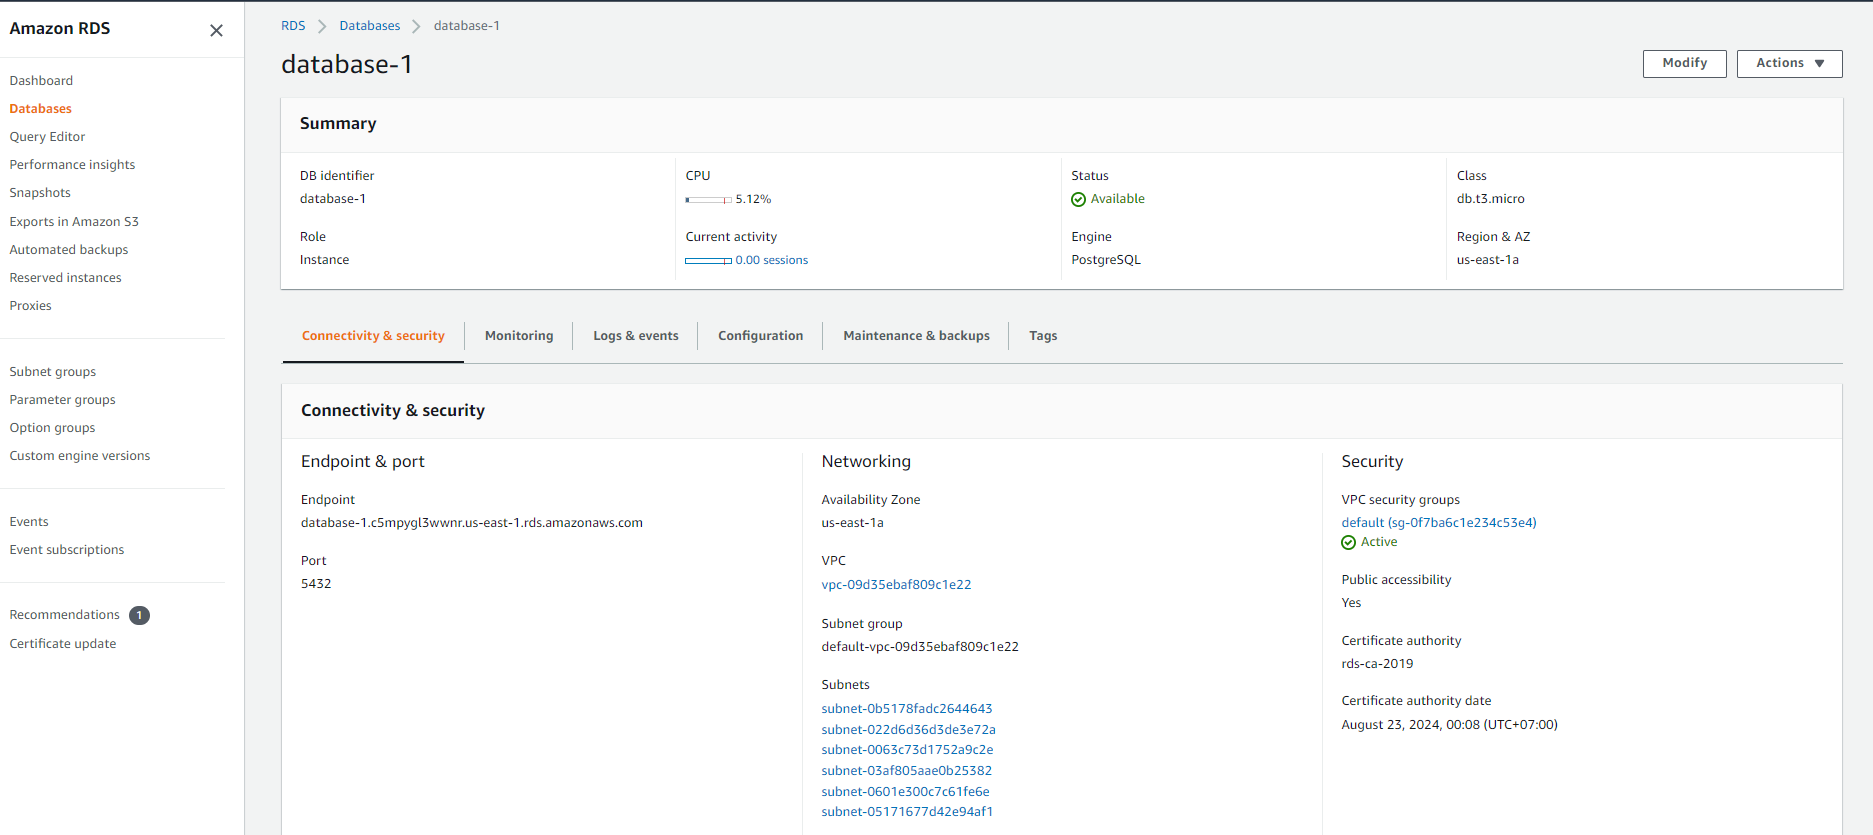 Amazon RDS
Dashboard
Databases
Query Editor
Performance insights
Snapshots
Exports in Amazon S3
Automated backups
Reserved instances
Proxies
Subnet groups
Parameter groups
Option groups
Custom engine versions
Events
Event subscriptions
Recommendations 1
Certificate update
RDS Databases database-1
database-1
Modify
Actions
Summary
DB identifier
database-1
Role
Instance
CPU
5.12%
Current activity
0.00 sessions
Status
Available
Engine
PostgreSQL
Class
db.t3.micro
Region & AZ
us-east-1a
Connectivity & security
Monitoring
Logs & events
Configuration
Maintenance & backups
Tags
Connectivity & security
Endpoint & port
Endpoint
database-1.c5mpygl3wwnr.us-east-1.rds.amazonaws.com
Port
5432
Networking
Availability Zone
us-east-1a
VPC
vpc-09d35ebaf809c1e22
Subnet group
default-vpc-09d35ebaf809c1e22
Subnets
subnet-0b5178fadc2644643
subnet-022d6d36d3de3e72a
subnet-0063c73d1752a9c2e
subnet-03af805aae0b25382
subnet-0601e300c7c61fe6e
subnet-05171677d42e94af1
Security
VPC security groups
default (sg-0f7ba6c1e234c53e4)
Active
Public accessibility
Yes
Certificate authority
rds-ca-2019
Certificate authority date
August 23, 2024, 00:08 (UTC+07:00)